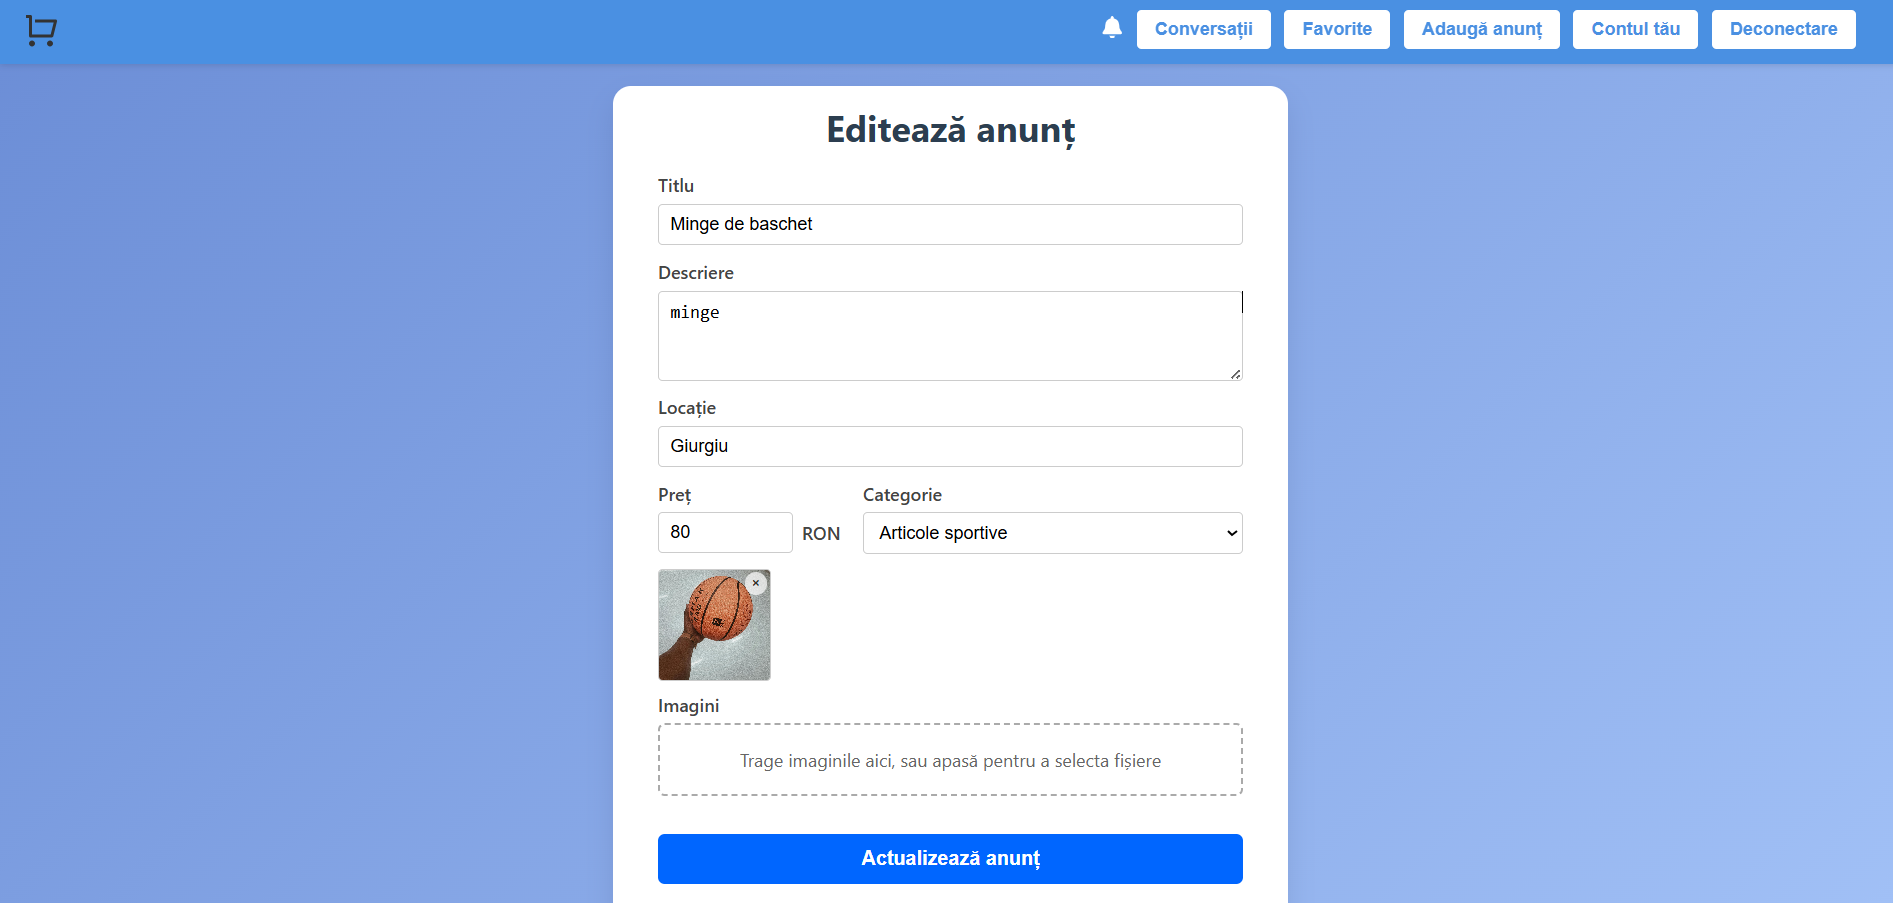 Conversații Favorite Adaugă anunț Contul tău Deconectare
Editează anunț
Titlu
Minge de baschet
Descriere
minge
Locație
Giurgiu
Preț Categorie
80 RON Articole sportive
Imagini
Trage imaginile aici, sau apasă pentru a selecta fișiere
Actualizează anunț